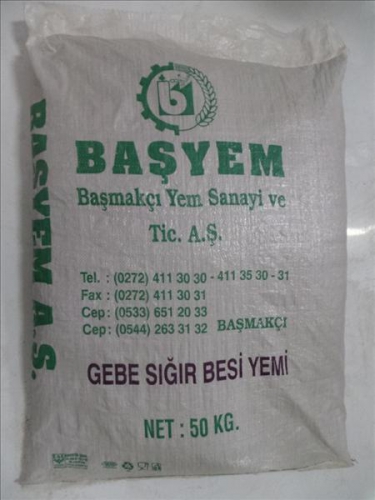 BAŞYEM
Başmakçı Yem Sanayi ve
Tic. A.Ş.
Tel. : (0272) 411 30 30 - 411 35 30 - 31
Fax : (0272) 411 30 31
Cep: (0533) 651 20 33
Cep: (0544) 263 31 32 BAŞMAKÇI
GEBE SIĞIR BESİ YEMİ
NET : 50 KG.
BAŞYEM A.Ş.